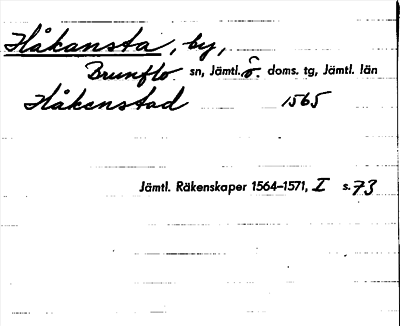 Håkansta, by,
Brunflo sn, Jämtl. ö. doms. tg, Jämtl. län
Håkenstad 1565
Jämtl. Räkenskaper 1564–1571, I s. 73